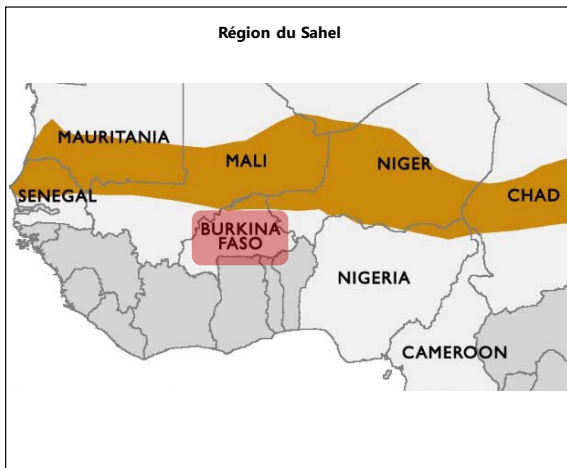 Région du Sahel
MAURITANIA
MALI
NIGER
CHAD
SENEGAL
BURKINA
FASO
NIGERIA
CAMEROON